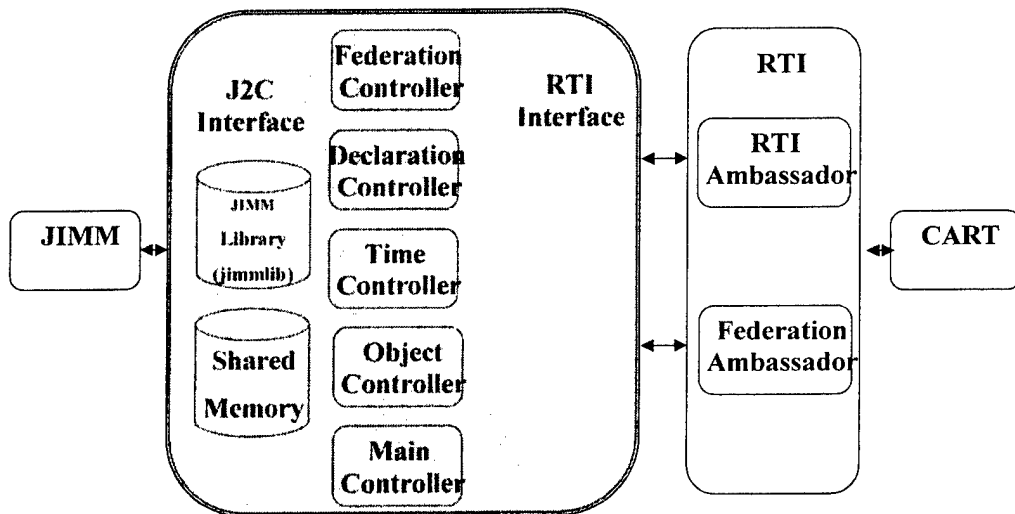 JIMM
J2C
Interface
JIMM
Library
(jimmlib)
Shared
Memory
Federation
Controller
Declaration
Controller
Time
Controller
Object
Controller
Main
Controller
RTI
Interface
RTI
RTI
Ambassador
Federation
Ambassador
CART